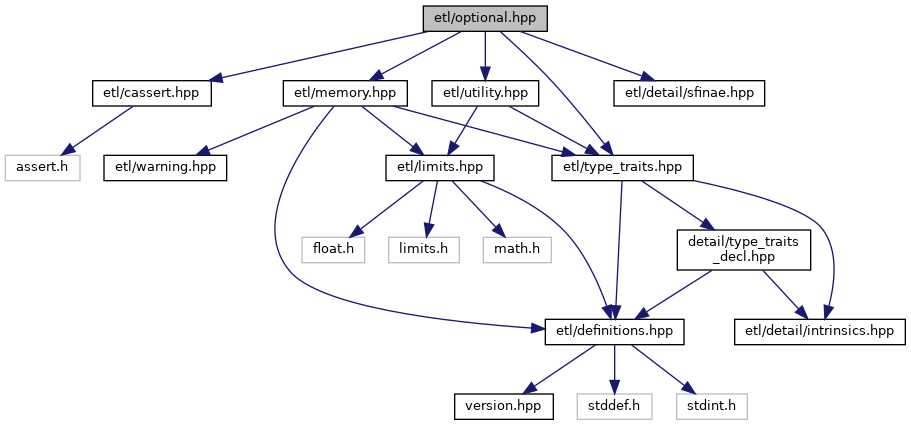 etl/optional.hpp
etl/cassert.hpp
etl/memory.hpp
etl/utility.hpp
etl/detail/sfinae.hpp
assert.h
etl/warning.hpp
etl/limits.hpp
etl/type_traits.hpp
float.h
limits.h
math.h
detail/type_traits
_decl.hpp
etl/definitions.hpp
etl/detail/intrinsics.hpp
version.hpp
stddef.h
stdint.h